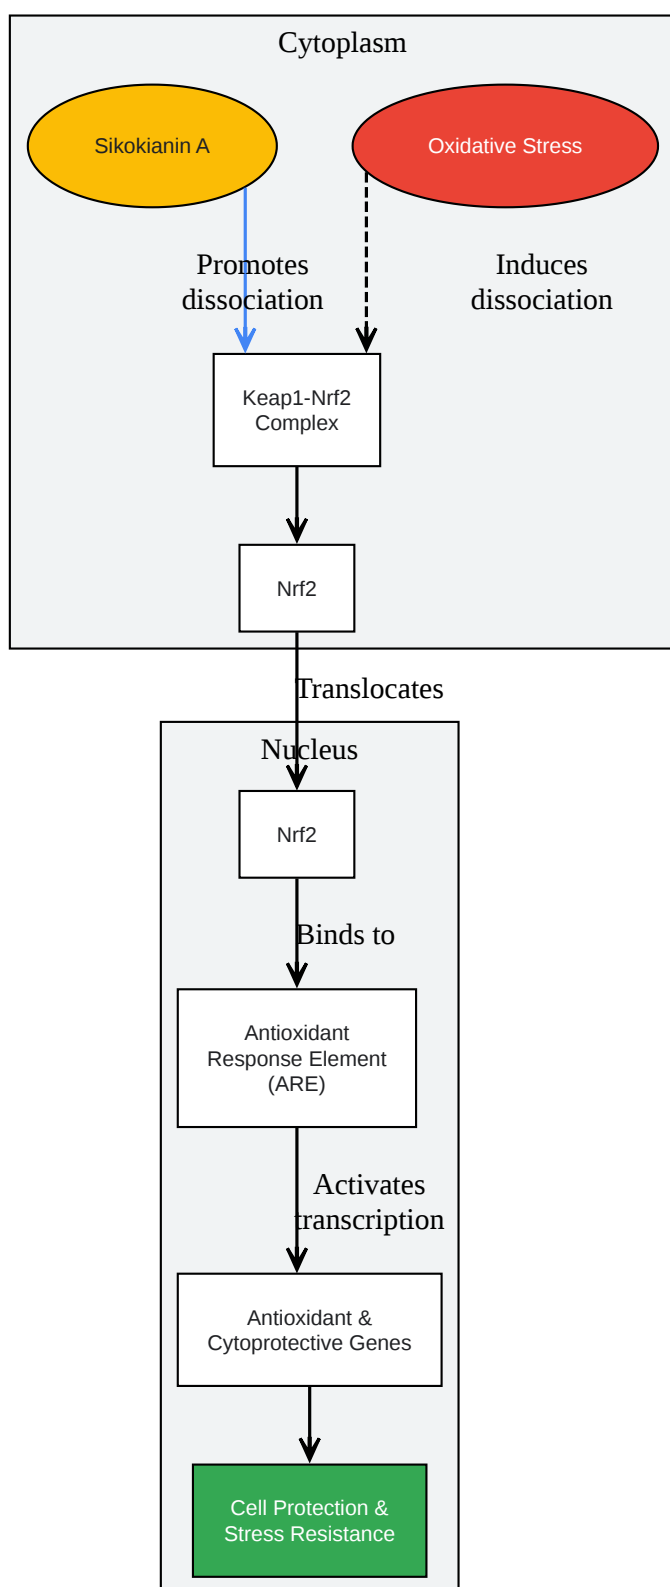 Cytoplasm
Sikokianin A
Oxidative Stress
Promotes
dissociation
Induces
dissociation
Keap1-Nrf2
Complex
Nrf2
Translocates
Nucleus
Nrf2
Binds to
Antioxidant
Response Element
(ARE)
Activates
transcription
Antioxidant &
Cytoprotective Genes
Cell Protection &
Stress Resistance